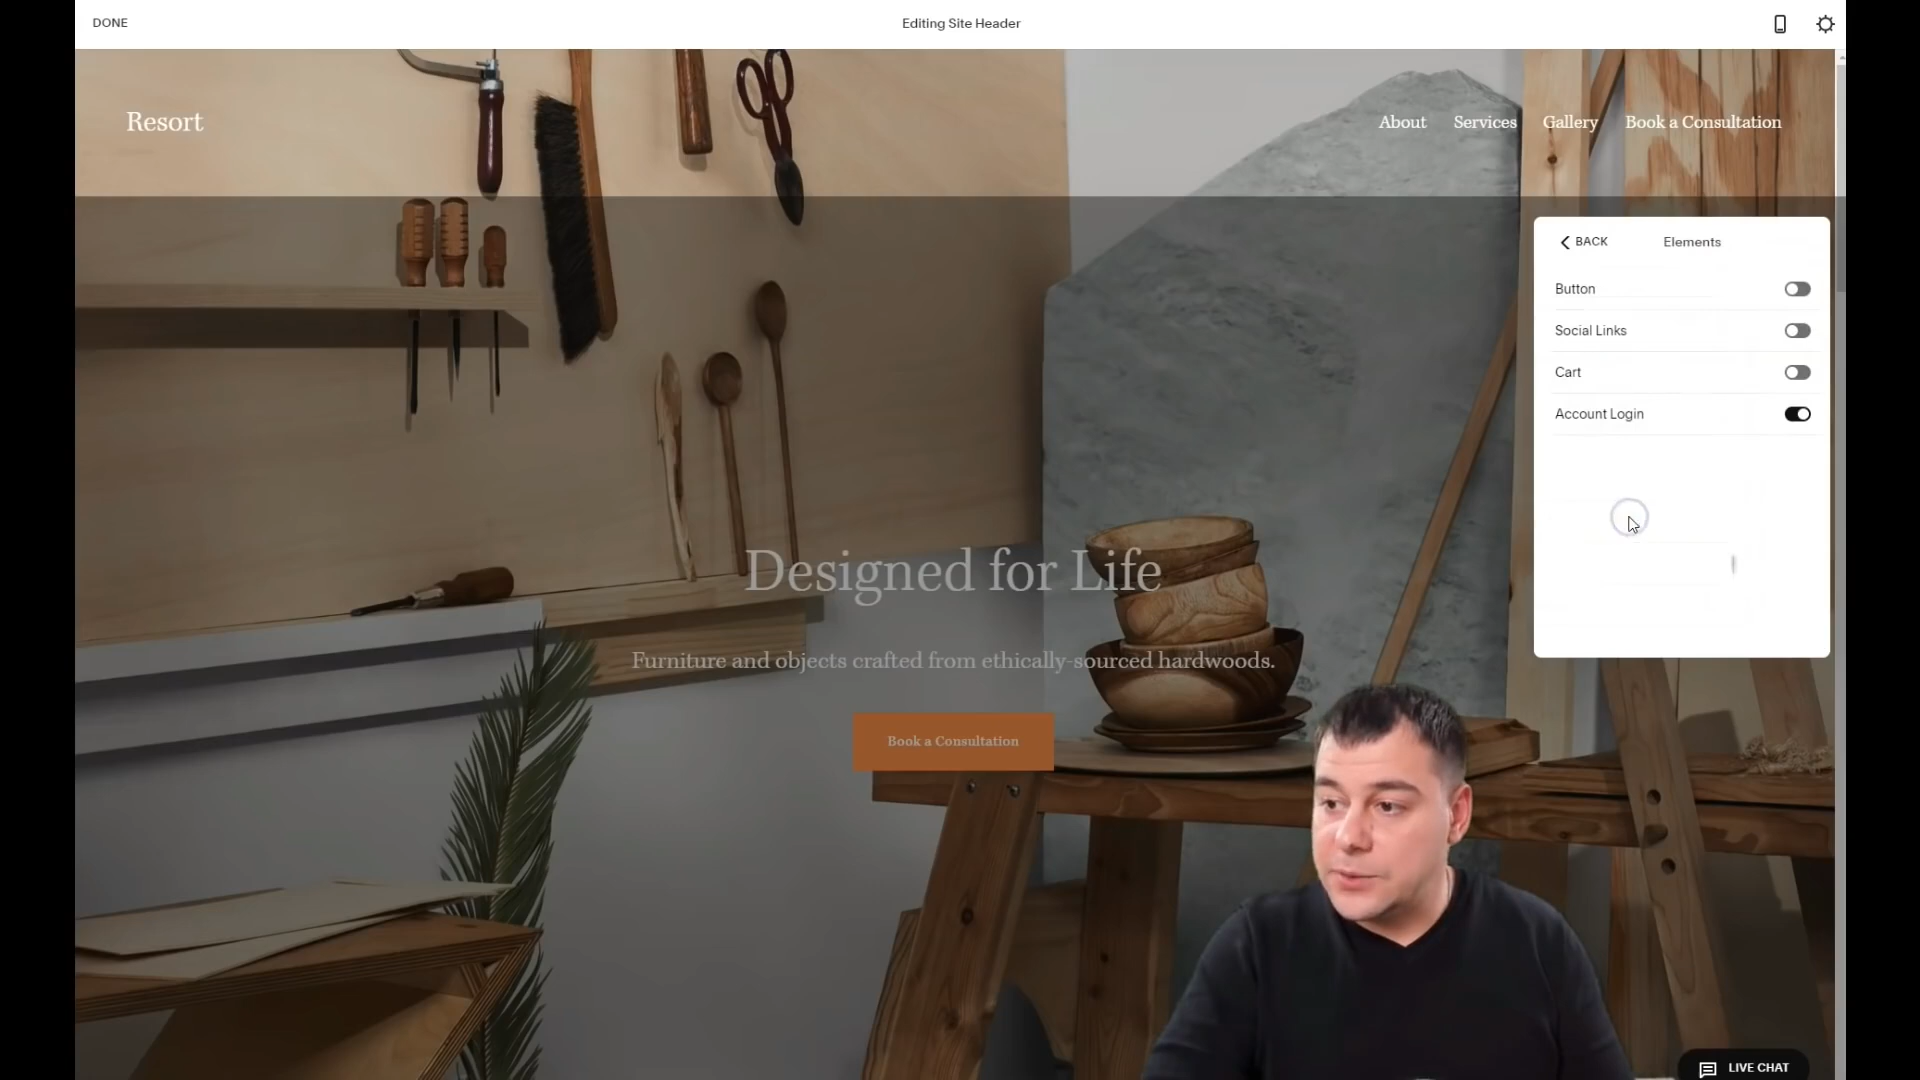 DONE
Editing Site Header
Resort
About Services Gallery Book a Consultation
BACK
Elements
Button
Social Links
Cart
Account Login
Designed for Life
Furniture and objects crafted from ethically-sourced hardwoods.
Book a Consultation
LIVE CHAT